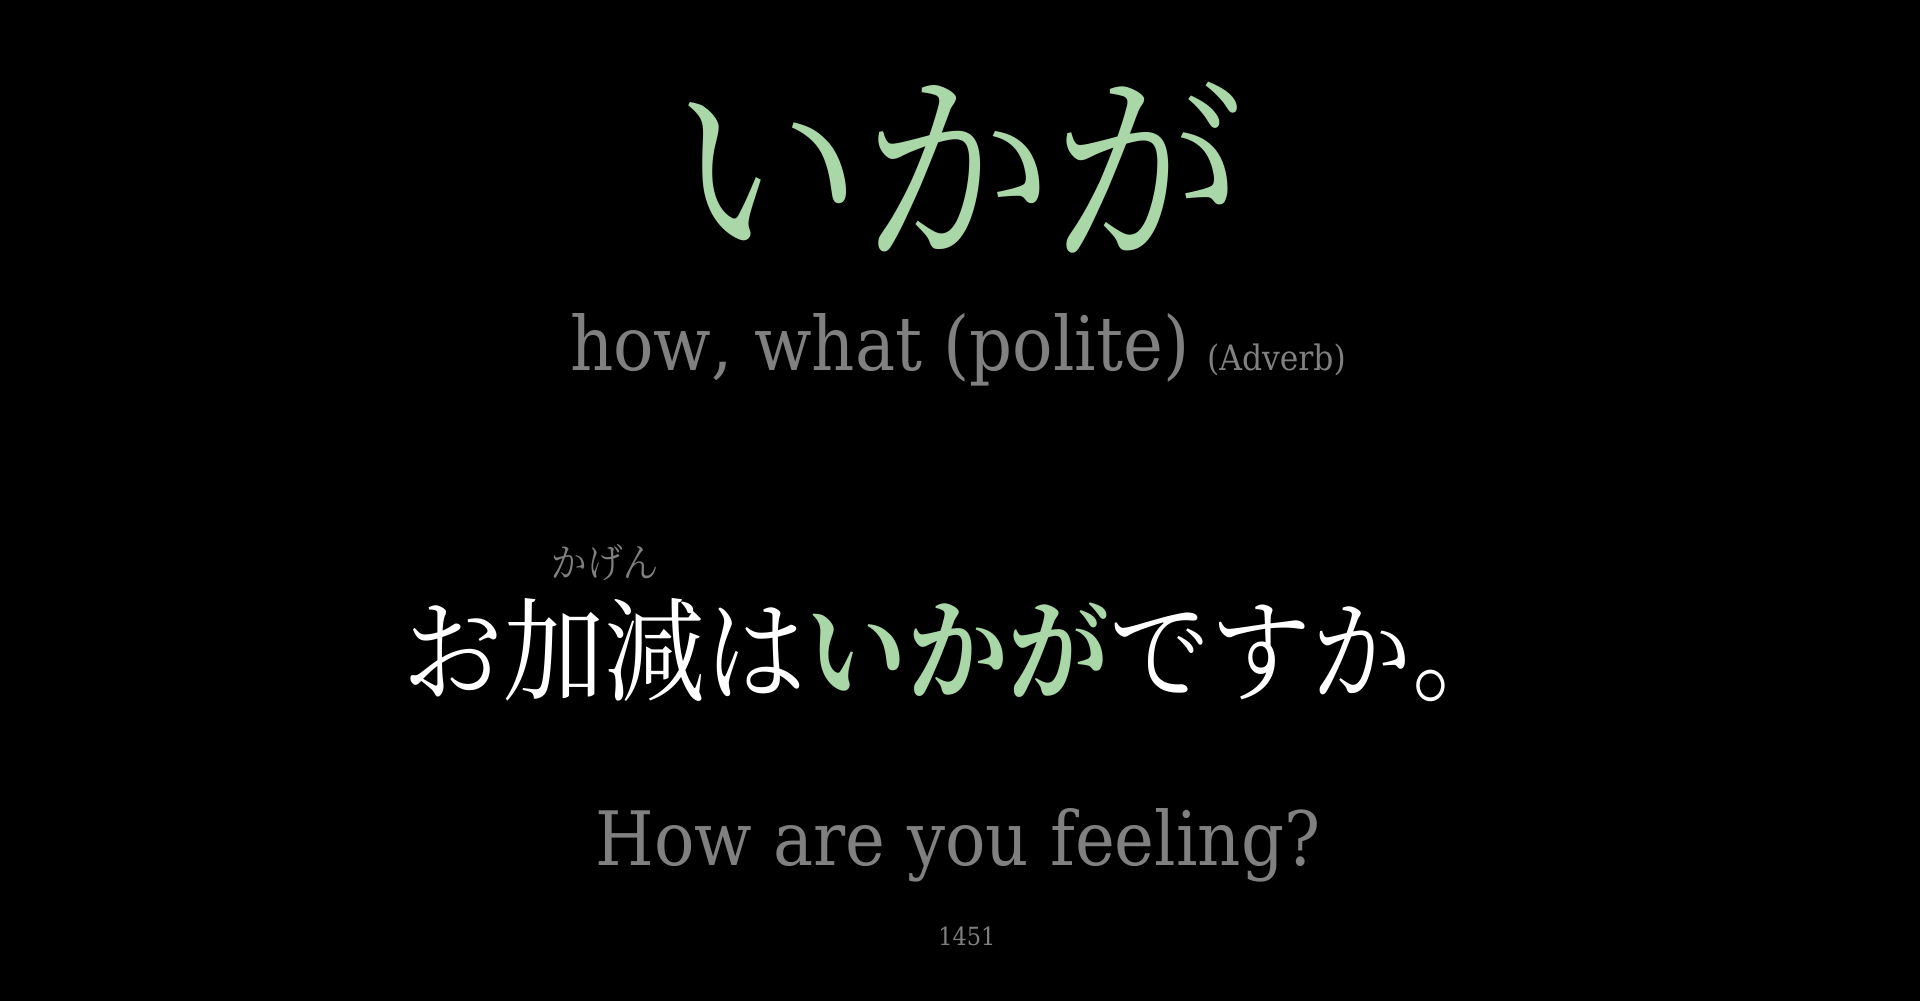 いかが
how, what (polite) (Adverb)
かげん
お加減はいかがですか。
How are you feeling?
1451